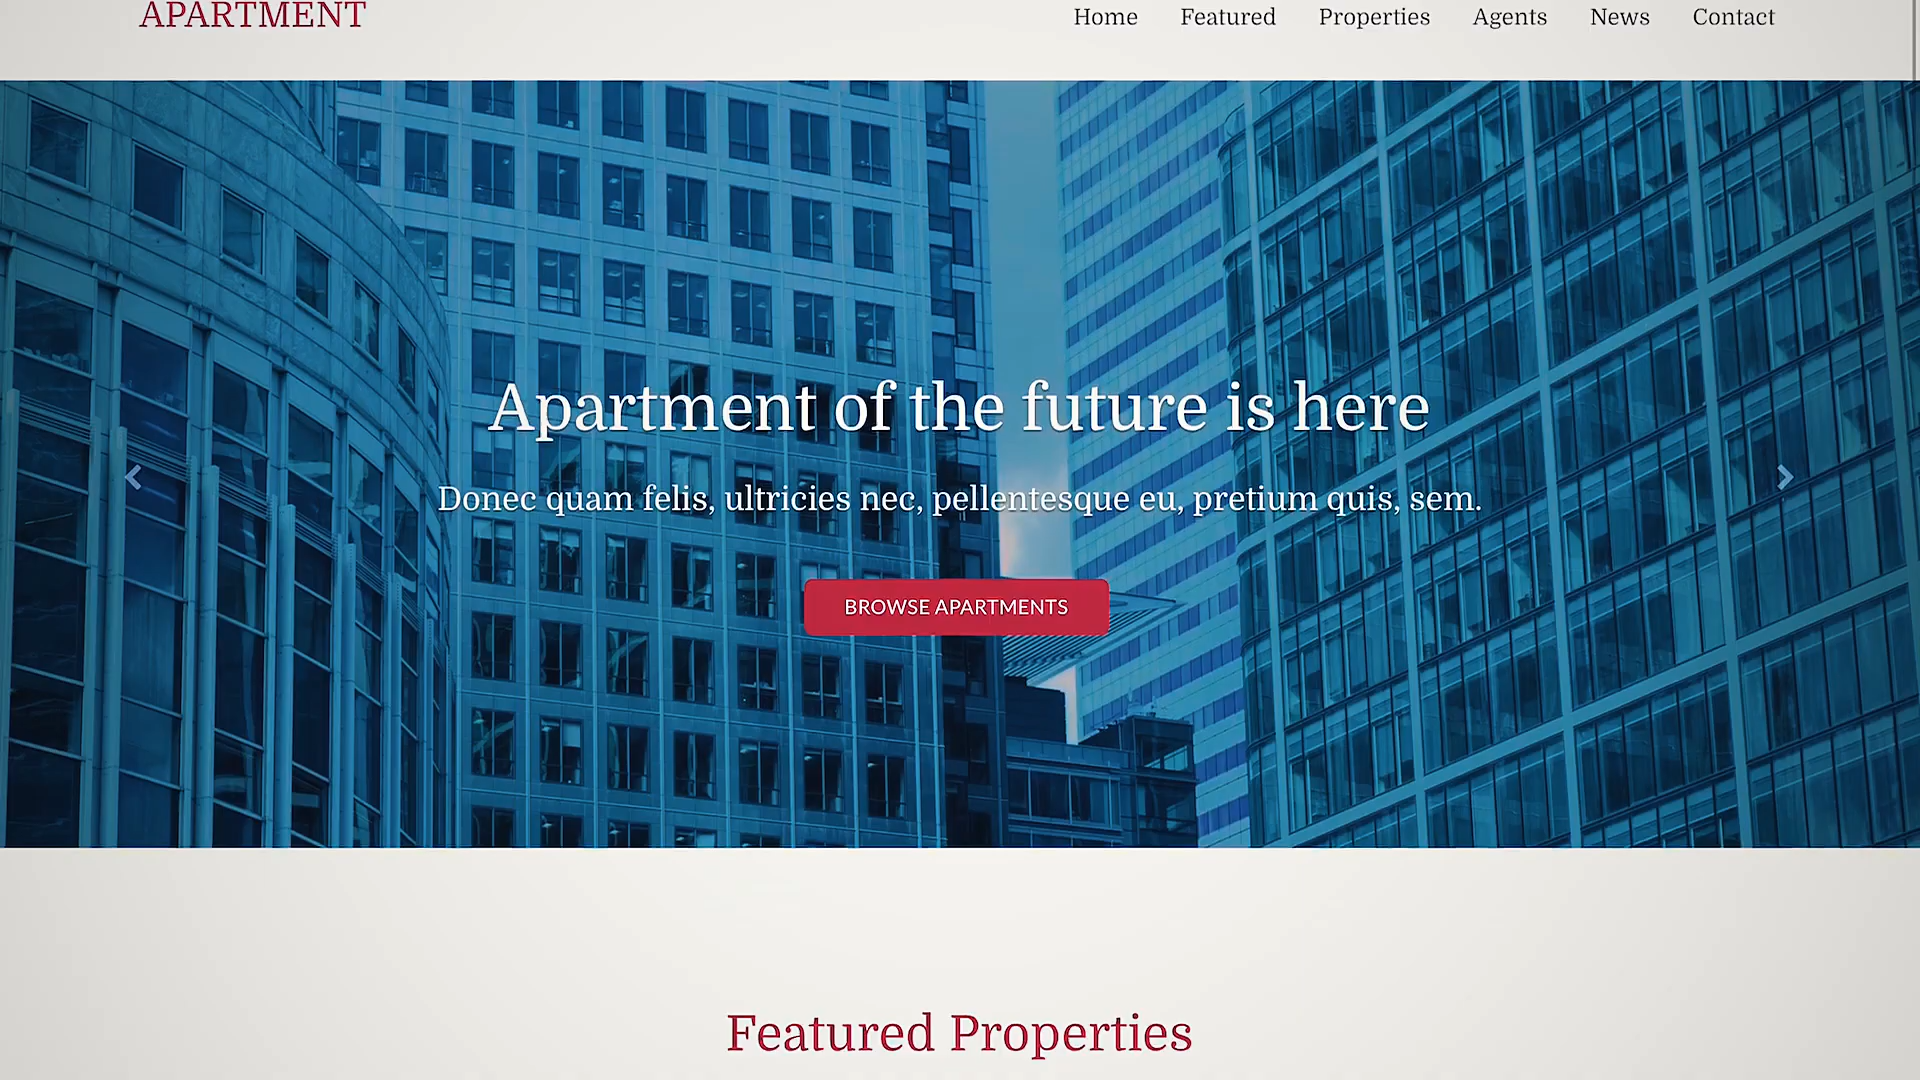 APARTMENT
Home Featured Properties Agents News Contact
Apartment of the future is here
Donec quam felis, ultricies nec, pellentesque eu, pretium quis, sem.
BROWSE APARTMENTS
Featured Properties